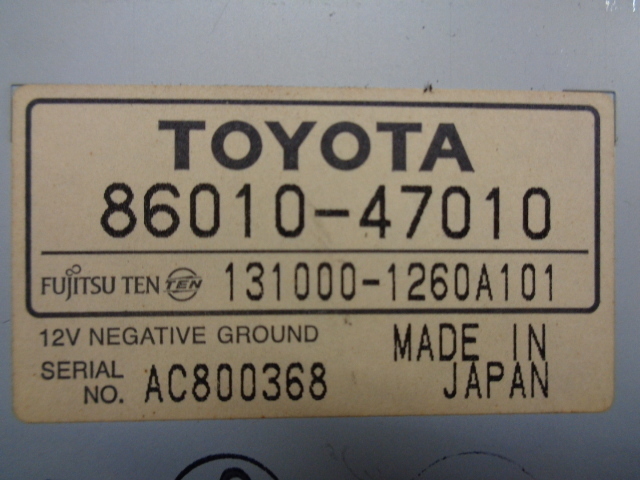 TOYOTA
86010-47010
FUJITSU TEN TEN 131000-1260A101
12V NEGATIVE GROUND
SERIAL NO. AC800368
MADE IN
JAPAN